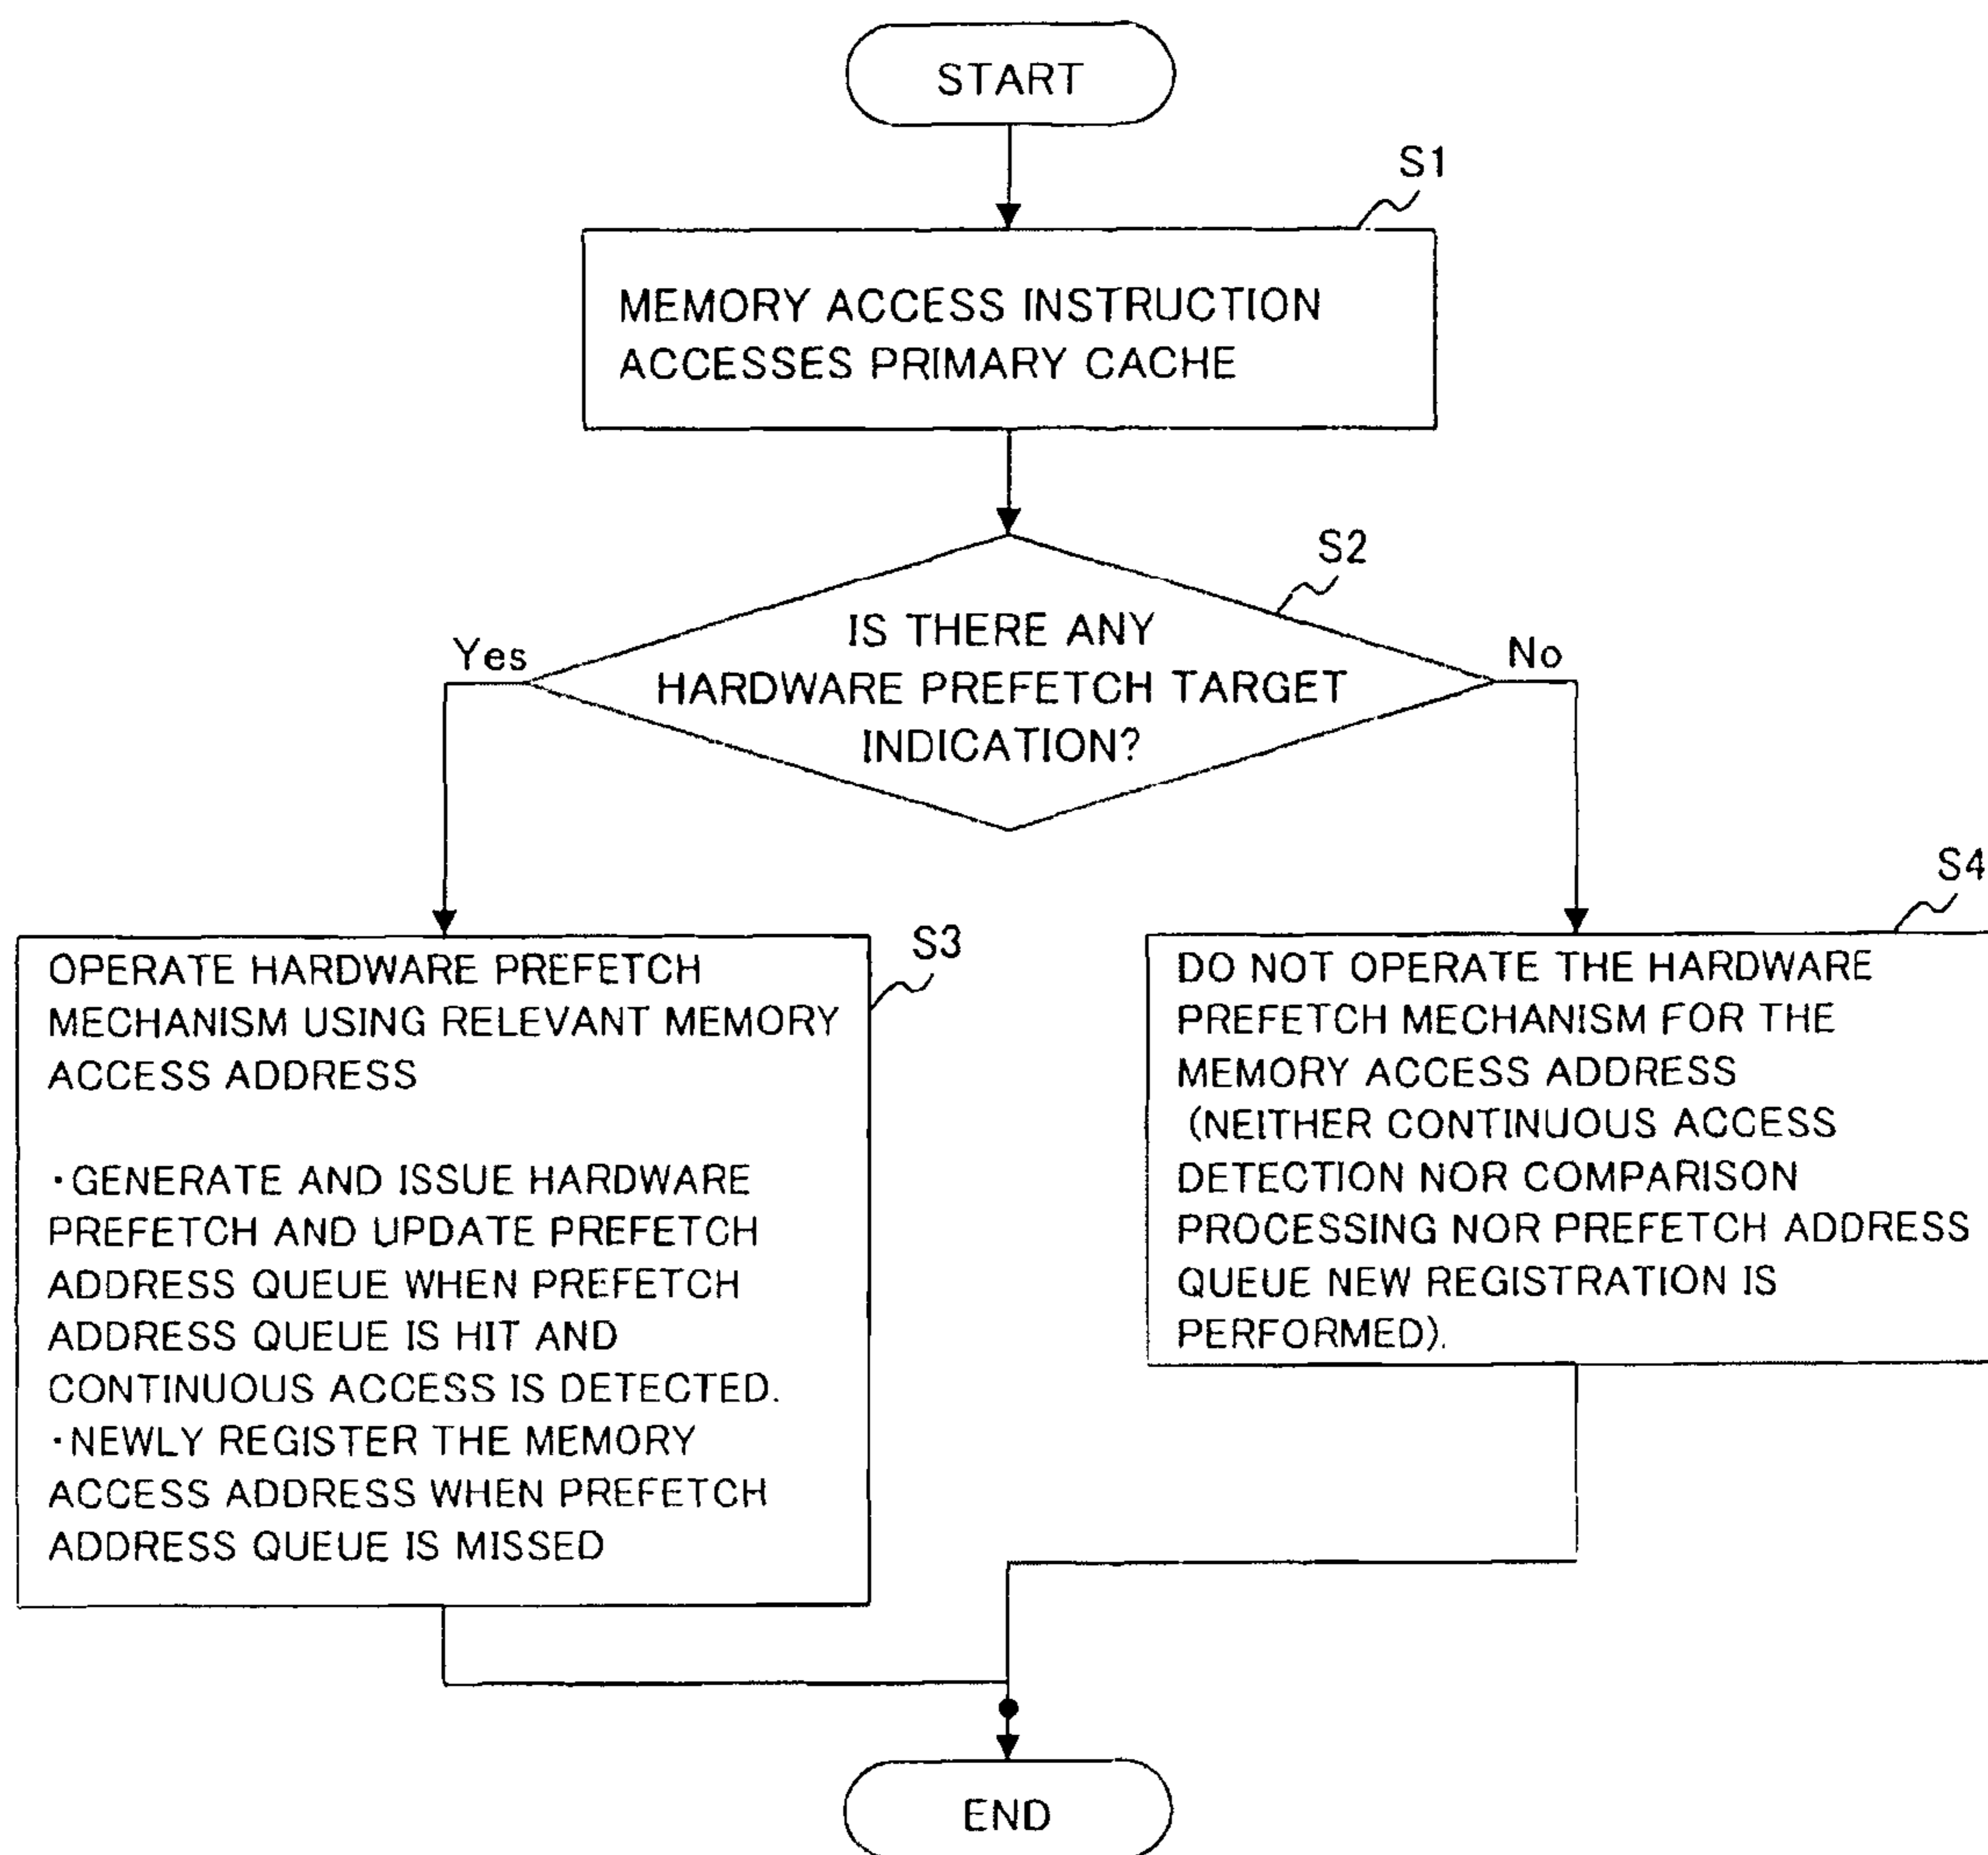 START
S1
MEMORY ACCESS INSTRUCTION
ACCESSES PRIMARY CACHE
S2
IS THERE ANY
HARDWARE PREFETCH TARGET
INDICATION?
Yes
No
S3
OPERATE HARDWARE PREFETCH
MECHANISM USING RELEVANT MEMORY
ACCESS ADDRESS
・GENERATE AND ISSUE HARDWARE
PREFETCH AND UPDATE PREFETCH
ADDRESS QUEUE WHEN PREFETCH
ADDRESS QUEUE IS HIT AND
CONTINUOUS ACCESS IS DETECTED.
・NEWLY REGISTER THE MEMORY
ACCESS ADDRESS WHEN PREFETCH
ADDRESS QUEUE IS MISSED
S4
DO NOT OPERATE THE HARDWARE
PREFETCH MECHANISM FOR THE
MEMORY ACCESS ADDRESS
(NEITHER CONTINUOUS ACCESS
DETECTION NOR COMPARISON
PROCESSING NOR PREFETCH ADDRESS
QUEUE NEW REGISTRATION IS
PERFORMED).
END